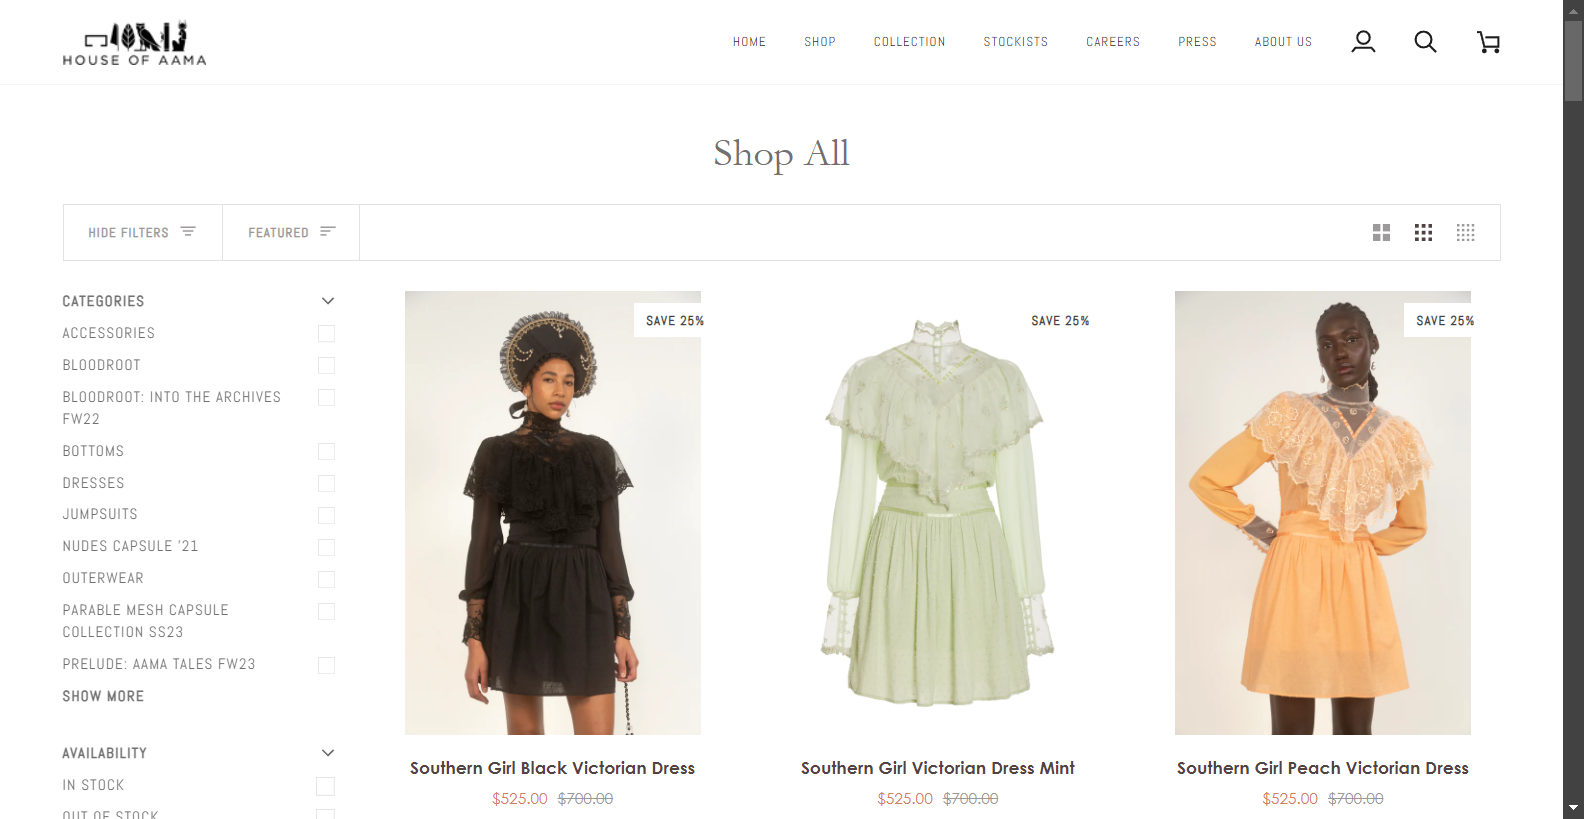 HOUSE OF AAMA
HOME
SHOP
COLLECTION
STOCKISTS
CAREERS
PRESS
ABOUT US
Shop All
HIDE FILTERS
FEATURED
CATEGORIES
ACCESSORIES
BLOODROOT
BLOODROOT: INTO THE ARCHIVES
FW22
BOTTOMS
DRESSES
JUMPSUITS
NUDES CAPSULE '21
OUTERWEAR
PARABLE MESH CAPSULE
COLLECTION SS23
PRELUDE: AAMA TALES FW23
SHOW MORE
AVAILABILITY
IN STOCK
OUT OF STOCK
SAVE 25%
Southern Girl Black Victorian Dress
$525.00 $700.00
SAVE 25%
Southern Girl Victorian Dress Mint
$525.00 $700.00
SAVE 25%
Southern Girl Peach Victorian Dress
$525.00 $700.00